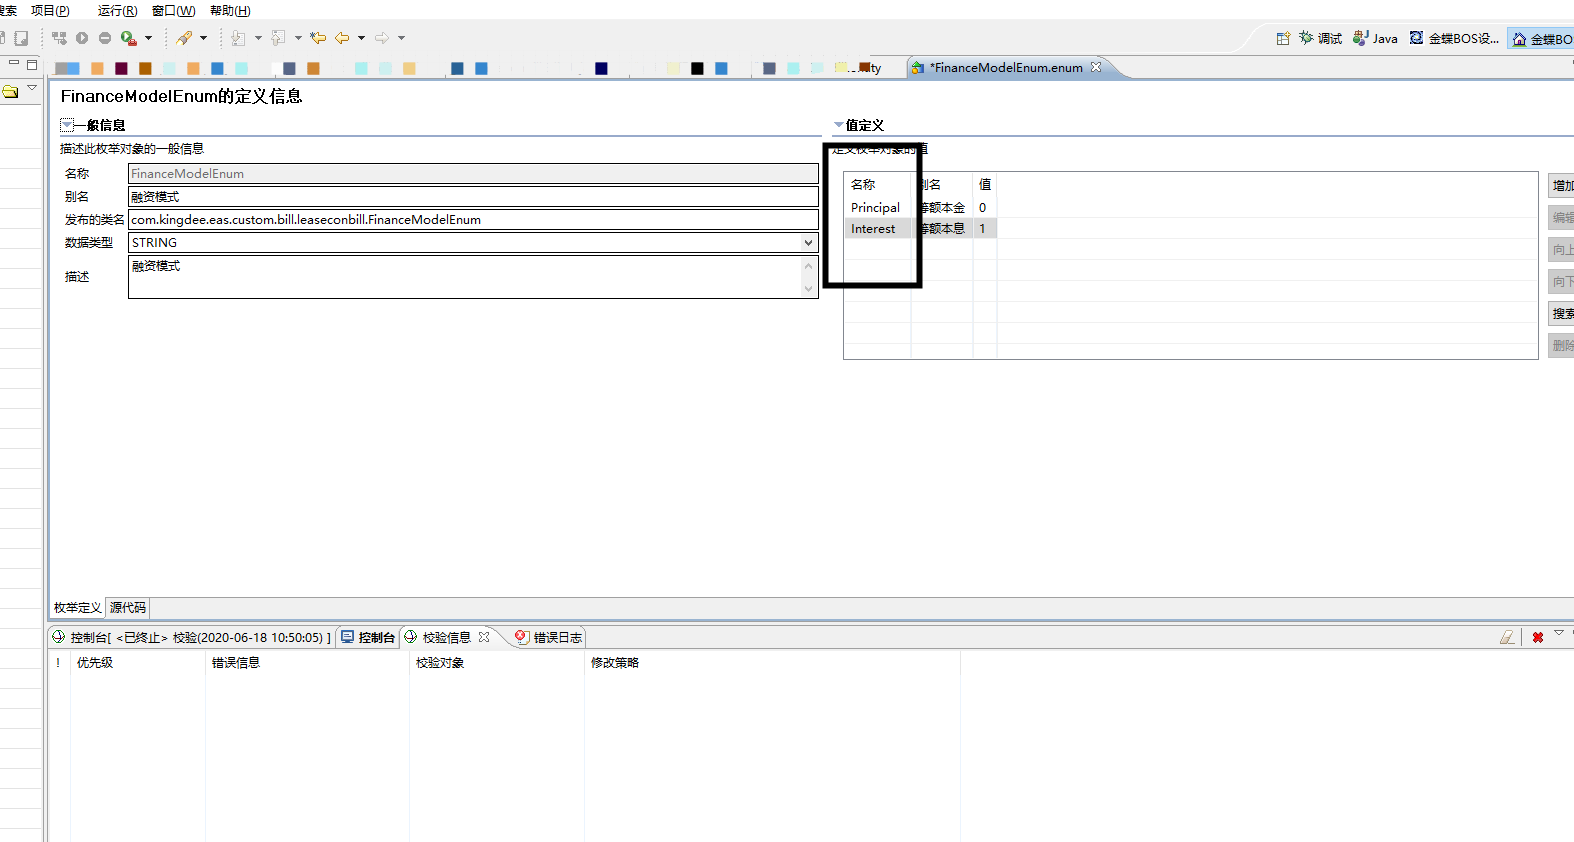 搜索 项目(P) 运行(R) 窗口(W) 帮助(H)
调试 Java 金蝶BOS设... 金蝶BO
*FinanceModelEnum.enum
FinanceModelEnum的定义信息
一般信息
描述此枚举对象的一般信息
名称 FinanceModelEnum
别名 融资模式
发布的类名 com.kingdee.eas.custom.bill.leaseconbill.FinanceModelEnum
数据类型 STRING
描述 融资模式
值定义
定义枚举对象的值
名称 别名 值
Principal 等额本金 0
Interest 等额本息 1
增加
编辑
向上
向下
搜索
删除
枚举定义 源代码
控制台[ <已终止> 校验(2020-06-18 10:50:05) ] 控制台 校验信息 错误日志
! 优先级 错误信息 校验对象 修改策略